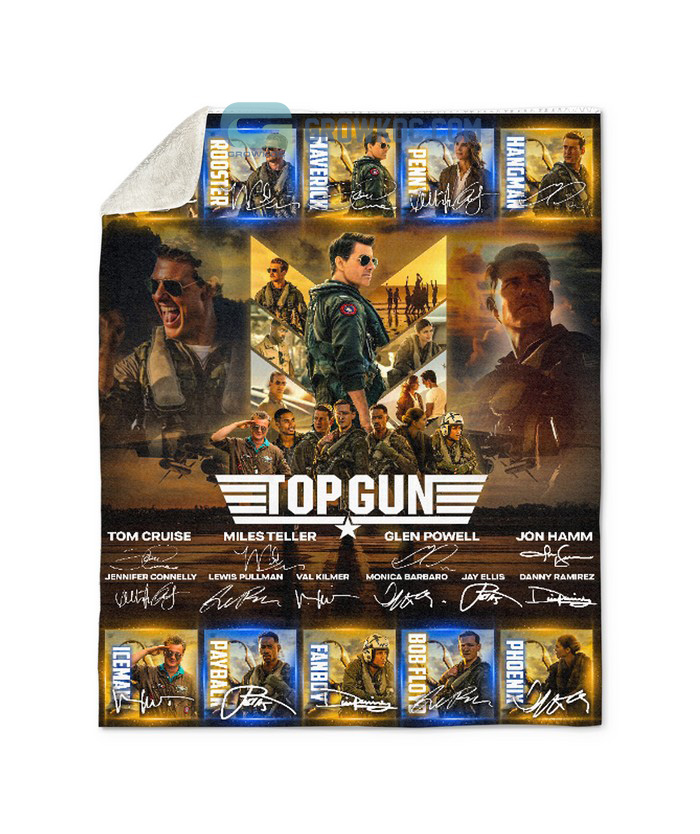 GROWKOC.COM
ROOSTER
MAVERICK
PENNY
HANGMAN
TOP GUN
TOM CRUISE MILES TELLER GLEN POWELL JON HAMM
JENNIFER CONNELLY LEWIS PULLMAN VAL KILMER MONICA BARBARO JAY ELLIS DANNY RAMIREZ
ICEMAN
PAYBACK
FANBOY
BOB FLOYD
PHOENIX